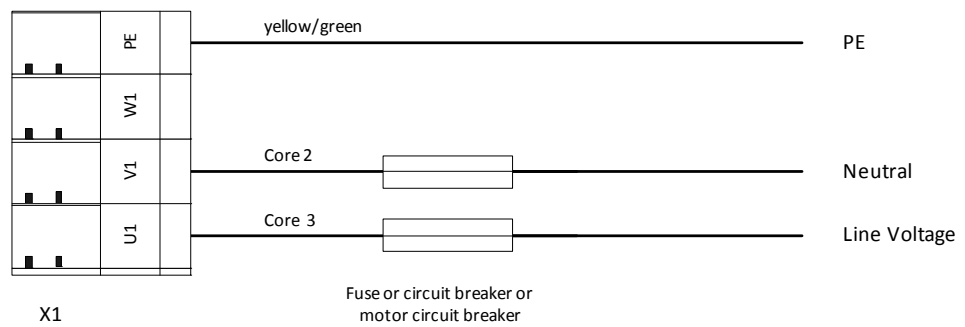 yellow/green
PE
PE
W1
Core 2
V1
Neutral
Core 3
U1
Line Voltage
Fuse or circuit breaker or
motor circuit breaker
X1